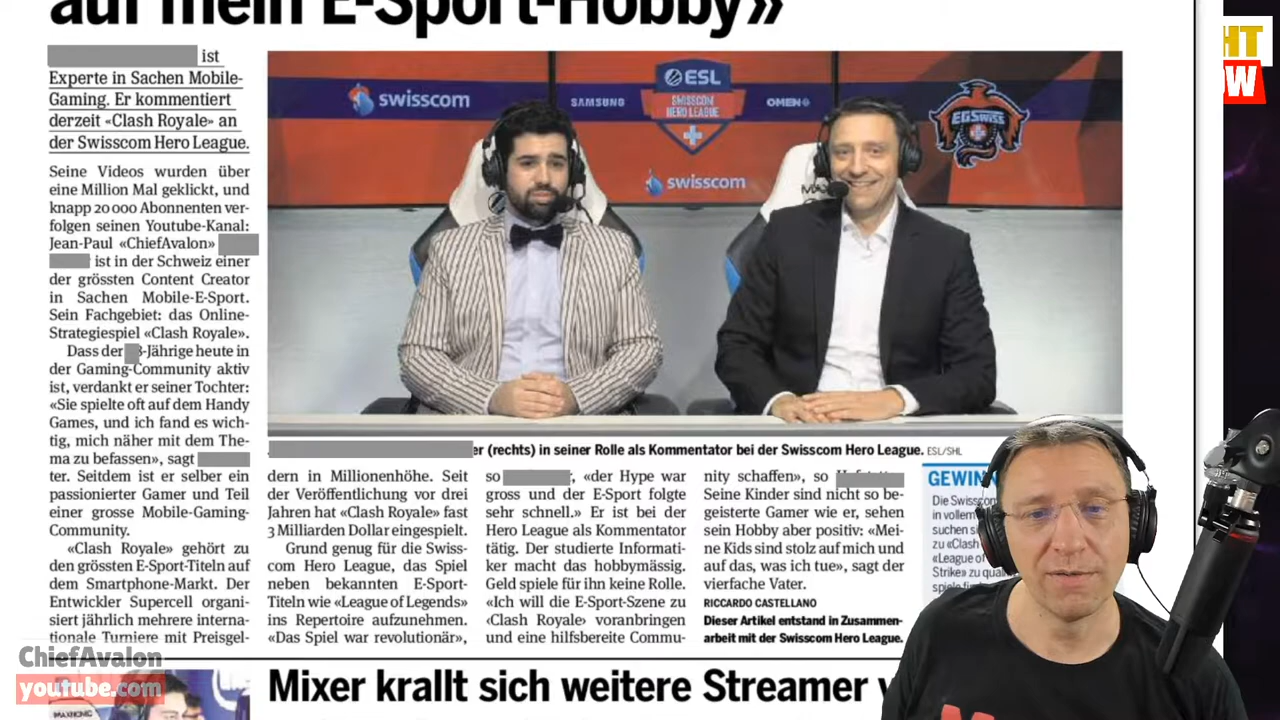 auf mein E-Sport-Hobby»
ist
Experte in Sachen Mobile-
Gaming. Er kommentiert
derzeit «Clash Royale» an
der Swisscom Hero League.
Seine Videos wurden über
eine Million Mal geklickt, und
knapp 20 000 Abonnenten ver-
folgen seinen Youtube-Kanal:
Jean-Paul «ChiefAvalon»
ist in der Schweiz einer
der grössten Content Creator
in Sachen Mobile-E-Sport.
Sein Fachgebiet: das Online-
Strategiespiel «Clash Royale».
Dass der -Jährige heute in
der Gaming-Community aktiv
ist, verdankt er seiner Tochter:
«Sie spielte oft auf dem Handy
Games, und ich fand es wich-
tig, mich näher mit dem The-
ma zu befassen», sagt
ter. Seitdem ist er selber ein
passionierter Gamer und Teil
einer grosse Mobile-Gaming-
Community.
«Clash Royale» gehört zu
den grössten E-Sport-Titeln auf
dem Smartphone-Markt. Der
Entwickler Supercell organi-
siert jährlich mehrere interna-
tionale Turniere mit Preisgel-
swisscom
SAMSUNG
ESL
SWISSCOM
HERO LEAGUE
OMEN
EGSWISS
swisscom
er (rechts) in seiner Rolle als Kommentator bei der Swisscom Hero League. ESL/SHL
dern in Millionenhöhe. Seit
der Veröffentlichung vor drei
Jahren hat «Clash Royale» fast
3 Milliarden Dollar eingespielt.
Grund genug für die Swiss-
com Hero League, das Spiel
neben bekannten E-Sport-
Titeln wie «League of Legends»
ins Repertoire aufzunehmen.
«Das Spiel war revolutionär»,
so , «der Hype war
gross und der E-Sport folgte
sehr schnell.» Er ist bei der
Hero League als Kommentator
tätig. Der studierte Informati-
ker macht das hobbymässig.
Geld spiele für ihn keine Rolle.
«Ich will die E-Sport-Szene zu
‹Clash Royale› voranbringen
und eine hilfsbereite Commu-
nity schaffen», so
Seine Kinder sind nicht so be-
geisterte Gamer wie er, sehen
sein Hobby aber positiv: «Mei-
ne Kids sind stolz auf mich und
auf das, was ich tue», sagt der
vierfache Vater.
RICCARDO CASTELLANO
Dieser Artikel entstand in Zusammen-
arbeit mit der Swisscom Hero League.
GEWIN
Die Swissc
in vollem
suchen si
zu «Clash
«League of
Strike» zu
HT
OW
ChiefAvalon
youtube.com
Mixer krallt sich weitere Streamer